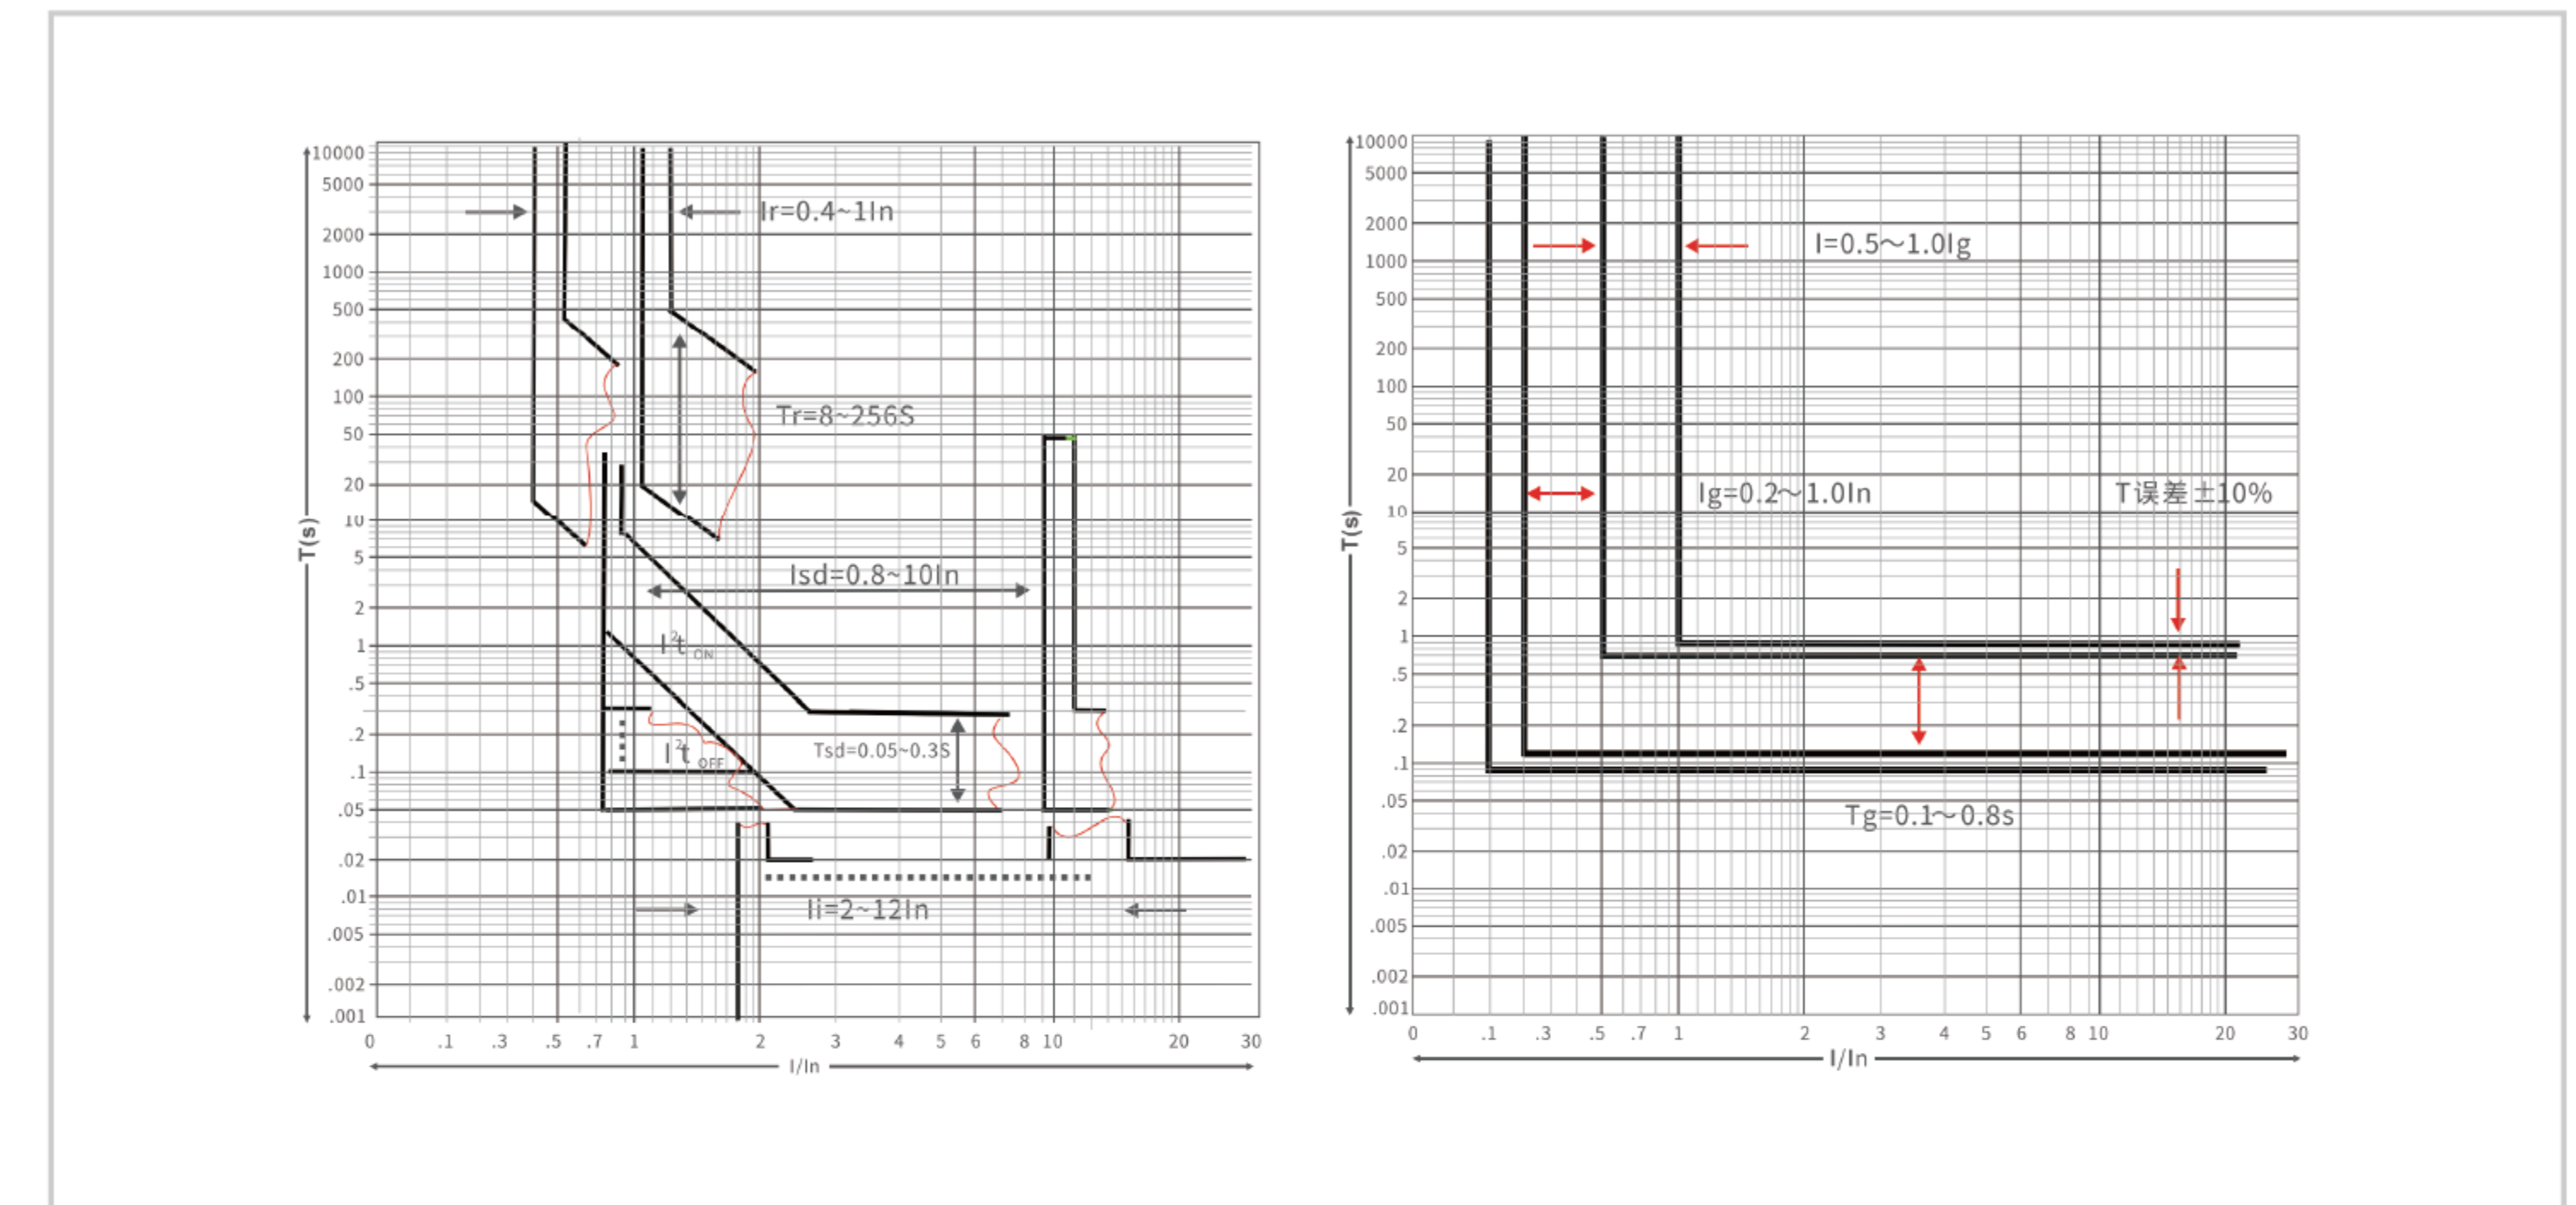 10000
5000
2000
1000
500
200
100
50
20
10
5
2
1
.5
.2
.1
.05
.02
.01
.005
.002
.001
T(s)
0 .1 .3 .5 .7 1 2 3 4 5 6 8 10 20 30
I/In
Ir=0.4~1In
Tr=8~256S
Isd=0.8~10In
I²t ON
I²t OFF
Tsd=0.05~0.3S
Ii=2~12In
10000
5000
2000
1000
500
200
100
50
20
10
5
2
1
.5
.2
.1
.05
.02
.01
.005
.002
.001
T(s)
0 .1 .3 .5 .7 1 2 3 4 5 6 8 10 20 30
I/In
I=0.5～1.0Ig
Ig=0.2～1.0In
T误差±10%
Tg=0.1～0.8s